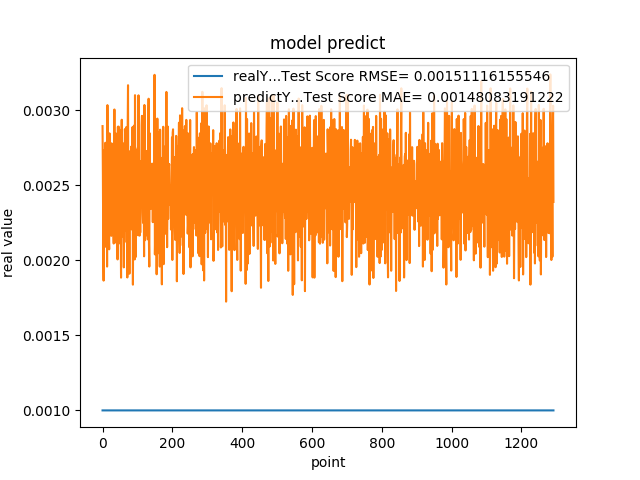 model predict
realY...Test Score RMSE= 0.00151116155546
predictY...Test Score MAE= 0.00148083191222
0.0030
0.0025
0.0020
0.0015
0.0010
real value
0 200 400 600 800 1000 1200
point